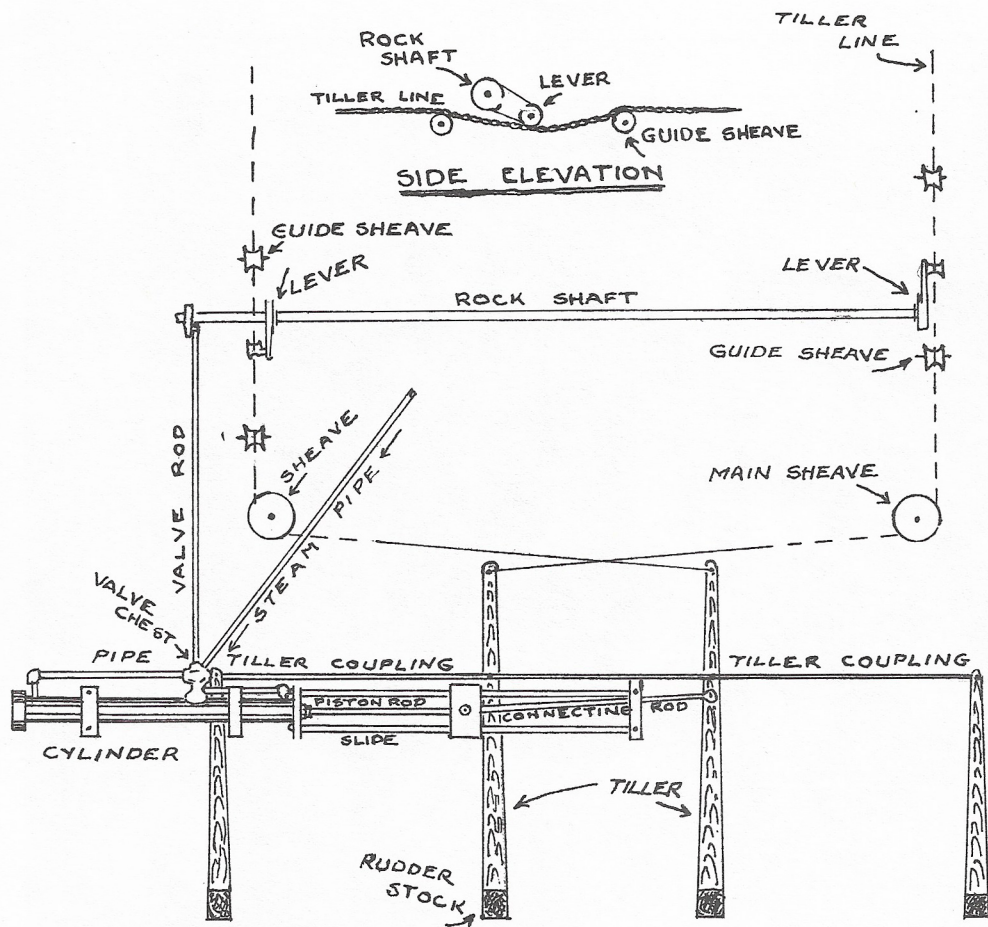 TILLER
LINE
ROCK
SHAFT
LEVER
TILLER LINE
GUIDE SHEAVE
SIDE ELEVATION
GUIDE SHEAVE
LEVER
LEVER
ROCK SHAFT
GUIDE SHEAVE
SHEAVE
MAIN SHEAVE
VALVE ROD
STEAM PIPE
VALVE
CHEST
PIPE
TILLER COUPLING
TILLER COUPLING
PISTON ROD
CONNECTING ROD
SLIDE
CYLINDER
TILLER
RUDDER
STOCK